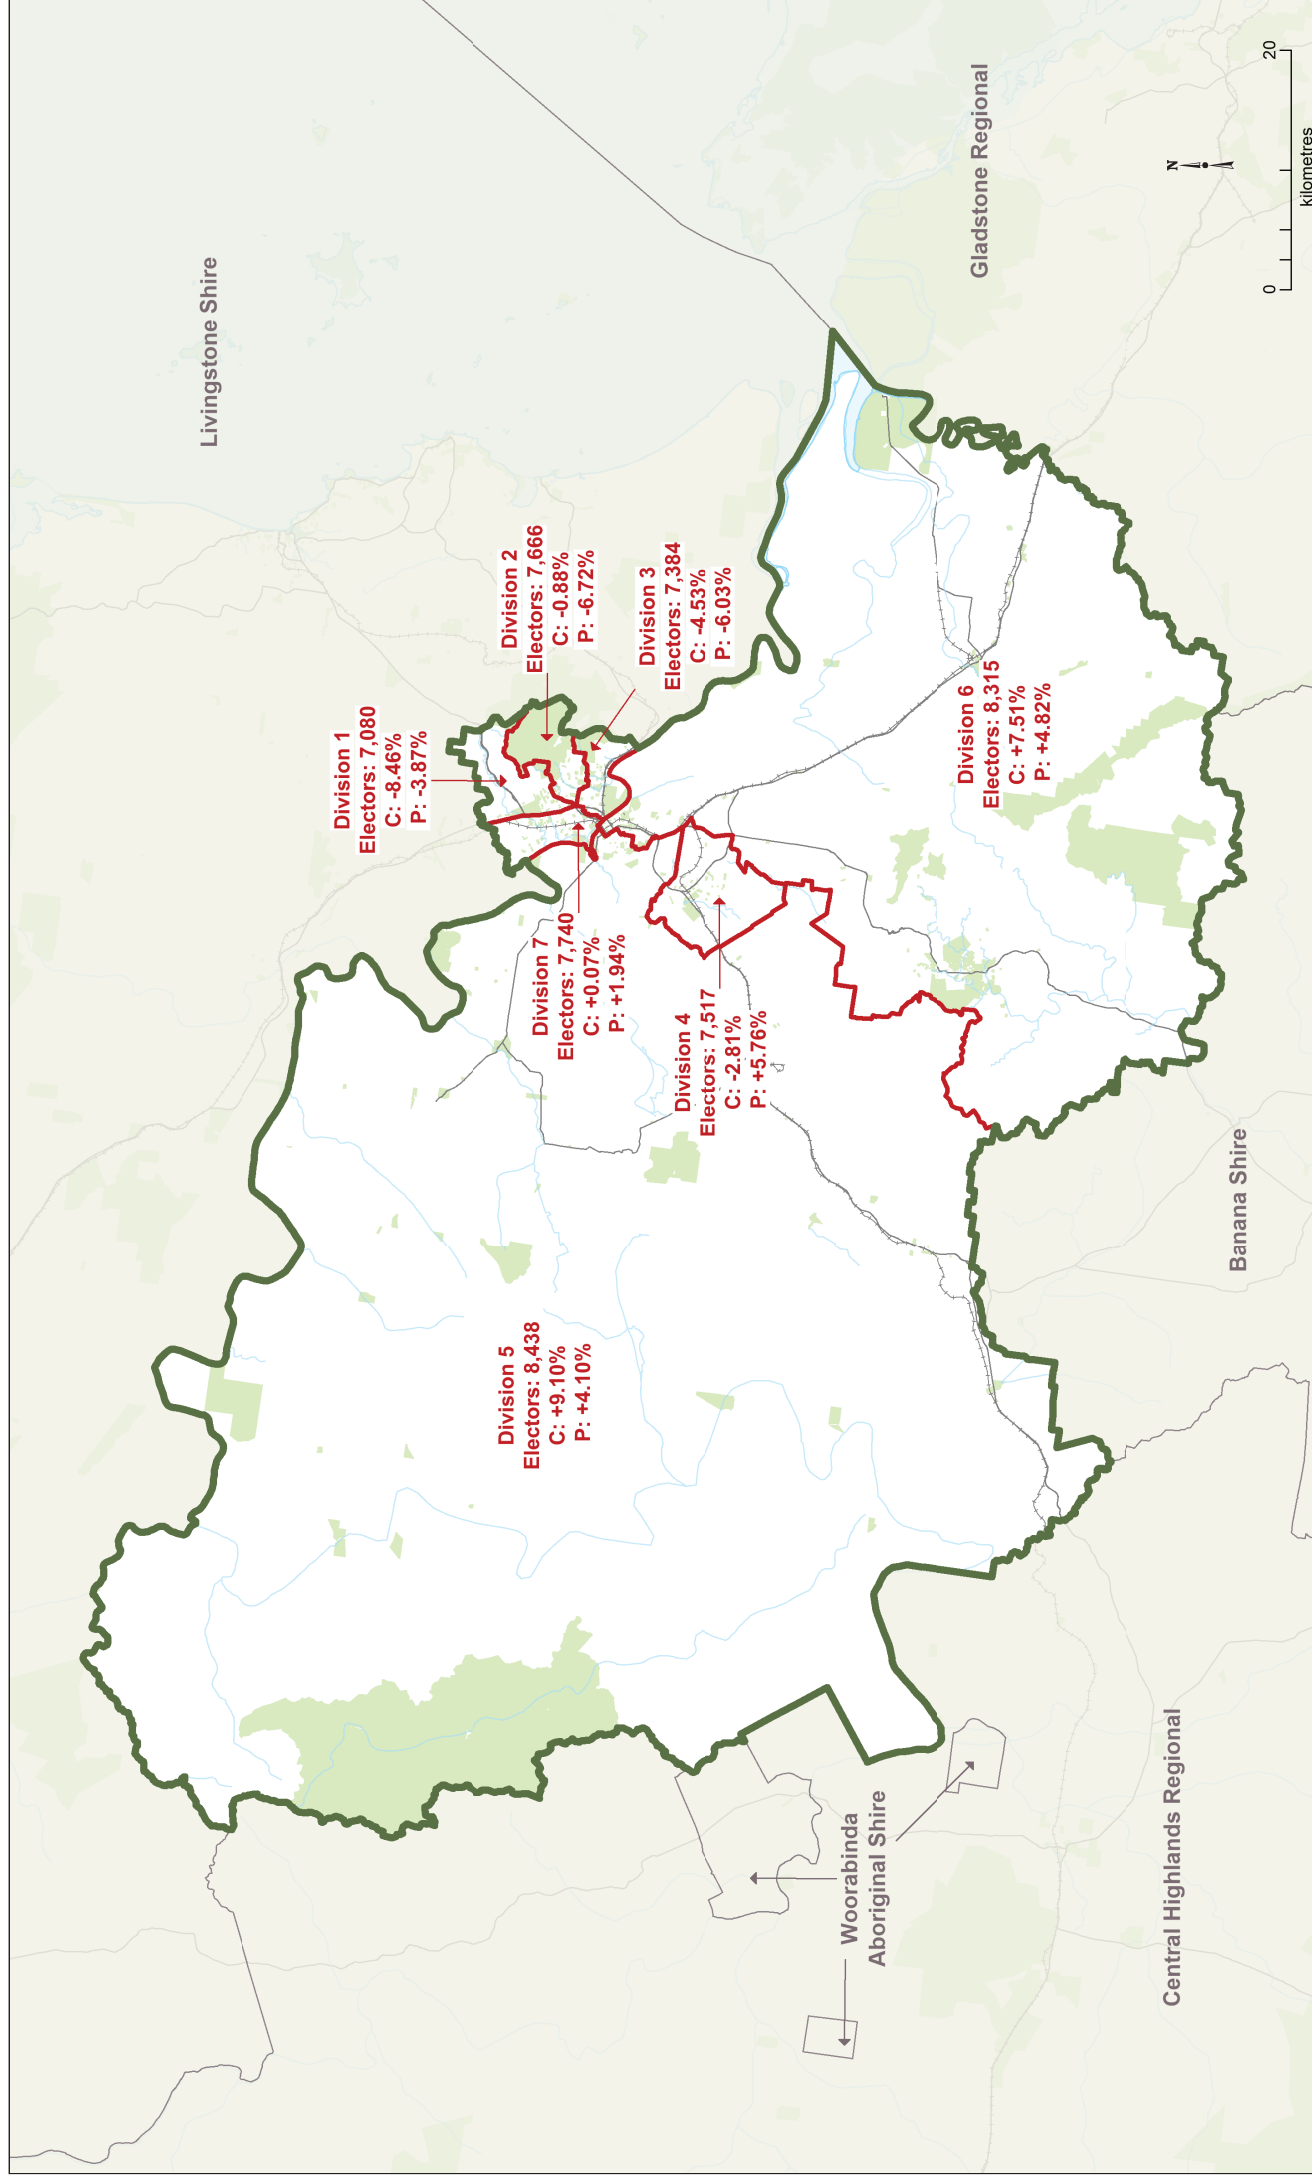 Livingstone Shire
Division 1
Electors: 7,080
C: -8.46%
P: -3.87%
Division 2
Electors: 7,666
C: -0.88%
P: -6.72%
Division 3
Electors: 7,384
C: -4.53%
P: -6.03%
Division 7
Electors: 7,740
C: +0.07%
P: +1.94%
Division 4
Electors: 7,517
C: -2.81%
P: +5.76%
Division 5
Electors: 8,438
C: +9.10%
P: +4.10%
Division 6
Electors: 8,315
C: +7.51%
P: +4.82%
Gladstone Regional
Woorabinda
Aboriginal Shire
Central Highlands Regional
Banana Shire
N
0
20
kilometres